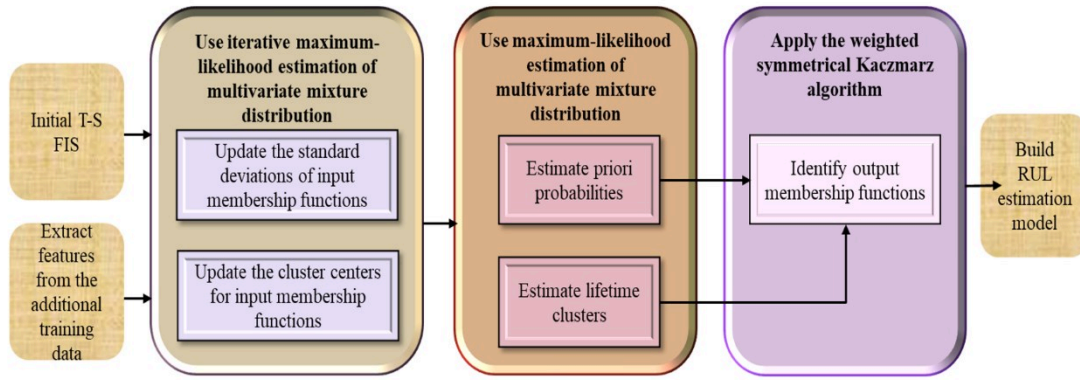 Initial T-S
FIS
Extract
features
from the
additional
training
data
Use iterative maximum-
likelihood estimation of
multivariate mixture
distribution
Update the standard
deviations of input
membership functions
Update the cluster centers
for input membership
functions
Use maximum-likelihood
estimation of
multivariate mixture
distribution
Estimate priori
probabilities
Estimate lifetime
clusters
Apply the weighted
symmetrical Kaczmarz
algorithm
Identify output
membership functions
Build
RUL
estimation
model